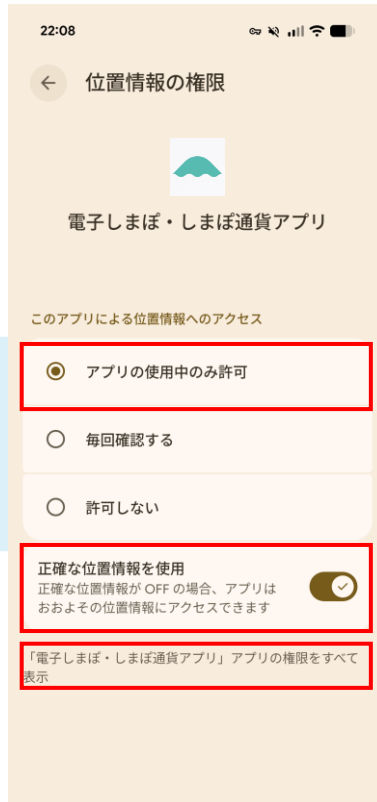 22:08
位置情報の権限
電子しまぽ・しまぽ通貨アプリ
このアプリによる位置情報へのアクセス
アプリの使用中のみ許可
毎回確認する
許可しない
正確な位置情報を使用
正確な位置情報が OFF の場合、アプリは
おおよその位置情報にアクセスできます
「電子しまぽ・しまぽ通貨アプリ」アプリの権限をすべて
表示